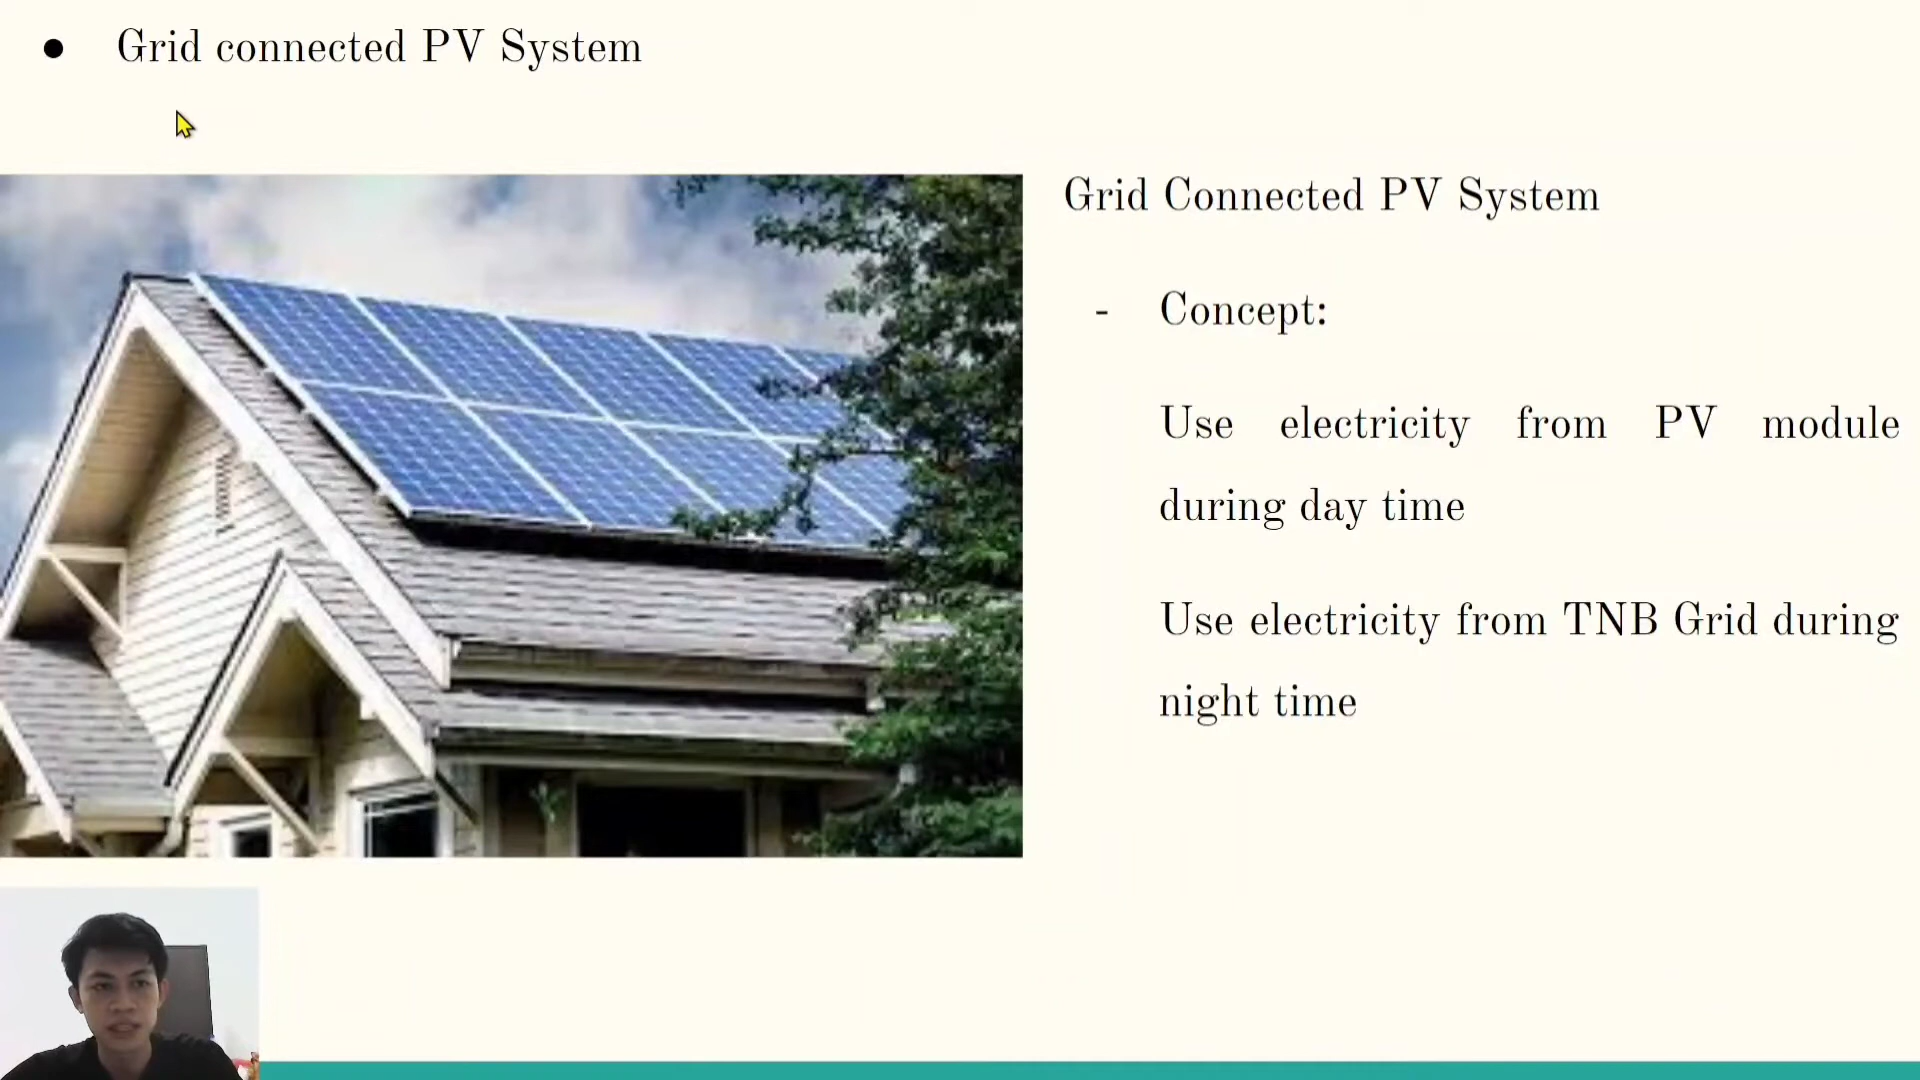 ● Grid connected PV System
Grid Connected PV System
- Concept:
Use electricity from PV module
during day time
Use electricity from TNB Grid during
night time